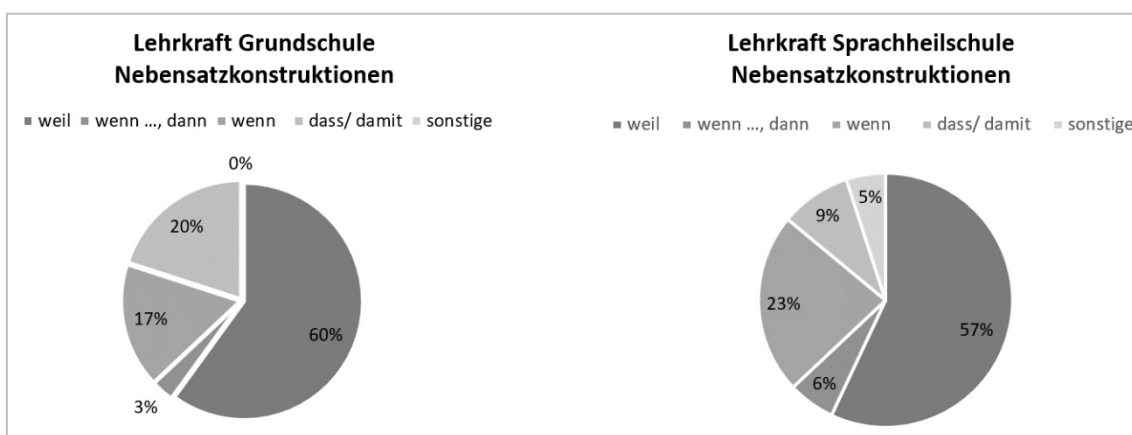 Lehrkraft Grundschule
Nebensatzkonstruktionen
weil wenn ..., dann wenn dass/ damit sonstige
0%
20%
17%
60%
3%
Lehrkraft Sprachheilschule
Nebensatzkonstruktionen
weil wenn ..., dann wenn dass/ damit sonstige
5%
9%
23%
57%
6%